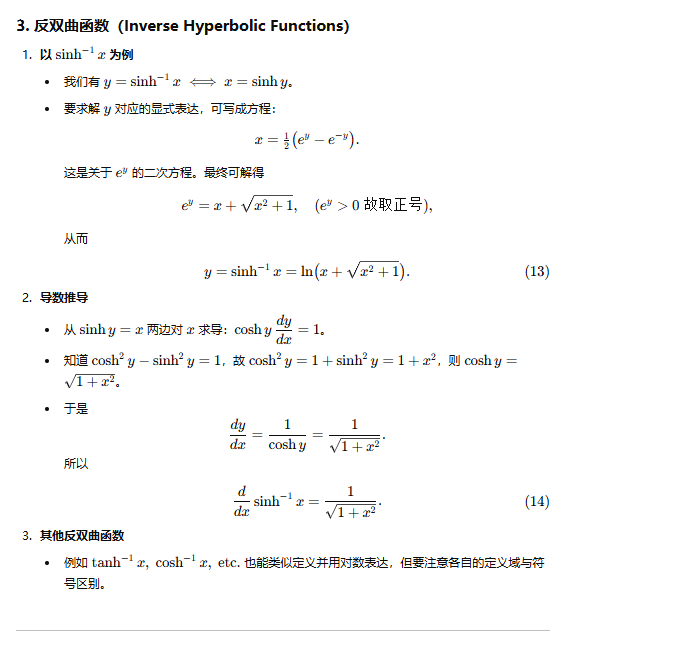 3. 反双曲函数（Inverse Hyperbolic Functions）
1. 以 sinh⁻¹ x 为例
• 我们有 y = sinh⁻¹ x ⟺ x = sinh y。
• 要求解 y 对应的显式表达，可写成方程：
x = ½(eʸ − e⁻ʸ).
这是关于 eʸ 的二次方程。最终可解得
eʸ = x + √(x² + 1), (eʸ > 0 故取正号),
从而
y = sinh⁻¹ x = ln(x + √(x² + 1)). (13)
2. 导数推导
• 从 sinh y = x 两边对 x 求导：cosh y dy/dx = 1。
• 知道 cosh² y − sinh² y = 1，故 cosh² y = 1 + sinh² y = 1 + x²，则 cosh y =
√(1 + x²)。
• 于是
dy/dx = 1/cosh y = 1/√(1 + x²).
所以
d/dx sinh⁻¹ x = 1/√(1 + x²). (14)
3. 其他反双曲函数
• 例如 tanh⁻¹ x, cosh⁻¹ x, etc. 也能类似定义并用对数表达，但要注意各自的定义域与符
号区别。